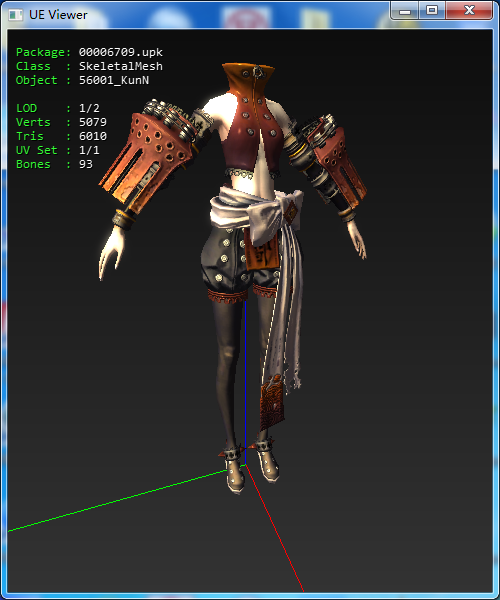 UE Viewer
Package: 00006709.upk
Class : SkeletalMesh
Object : 56001_KunN
LOD : 1/2
Verts : 5079
Tris : 6010
UV Set : 1/1
Bones : 93